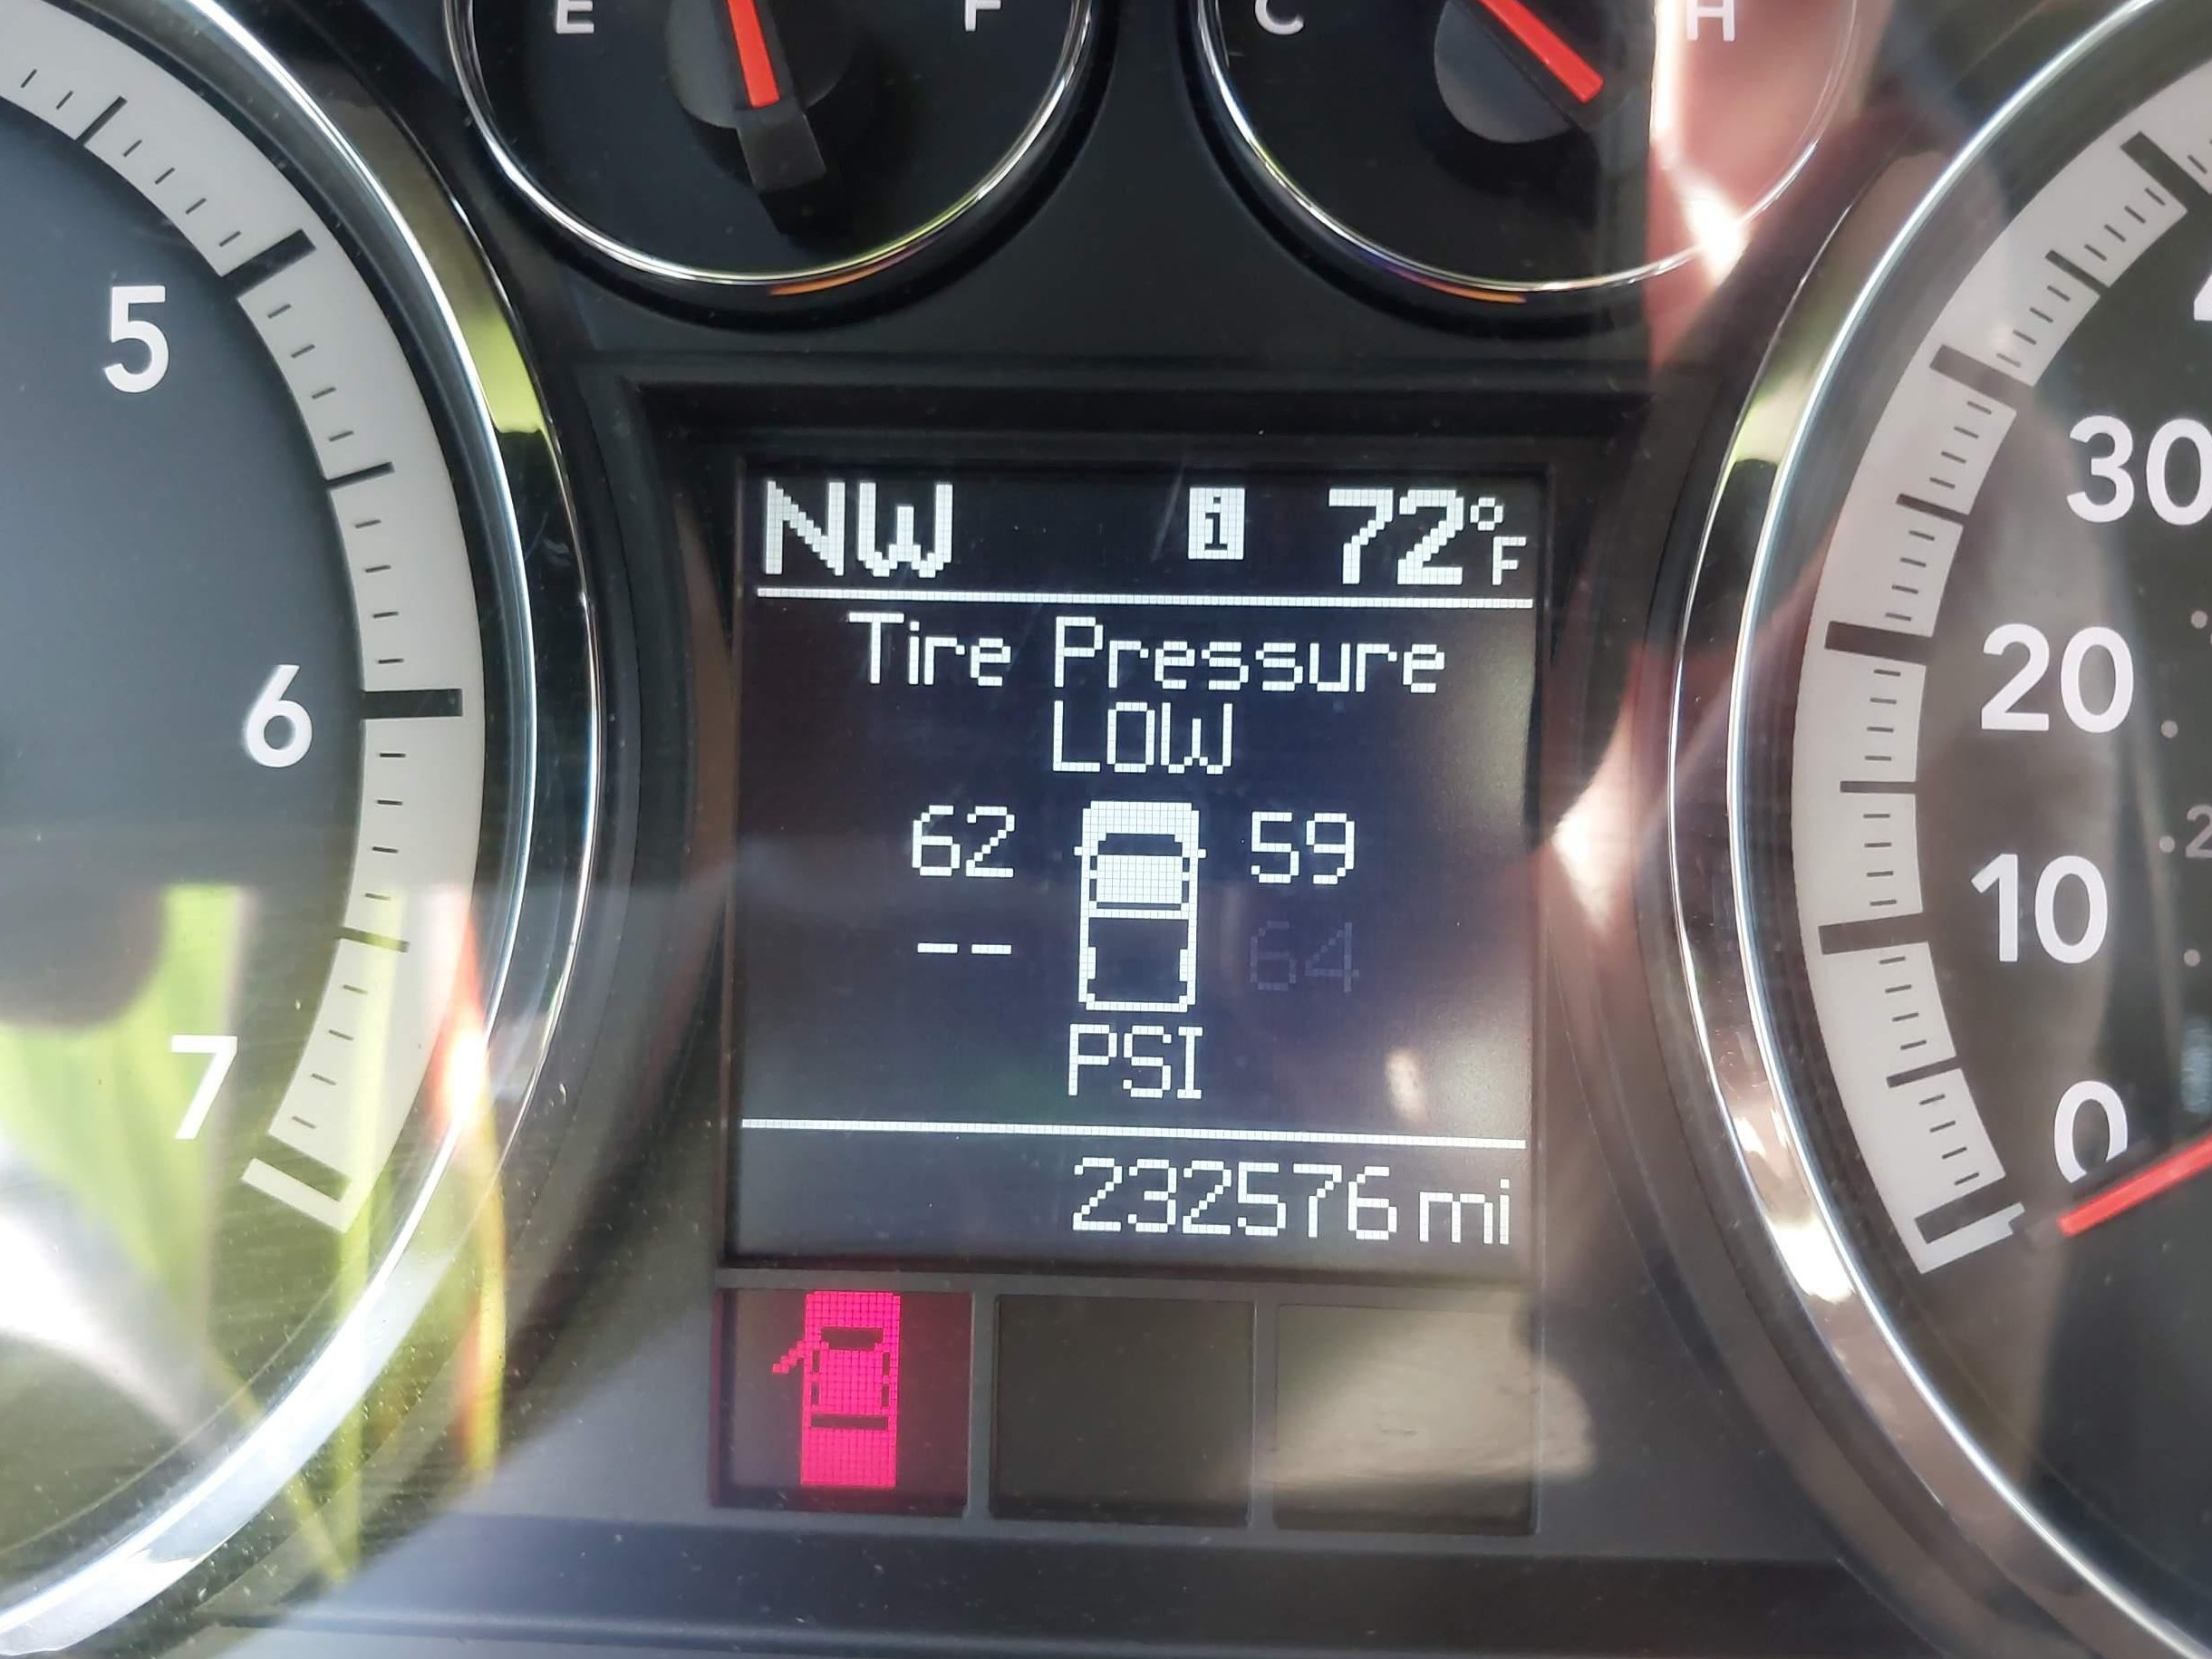 E F C H
5
6
7
NW i 72°F
Tire Pressure
LOW
62 59
-- 64
PSI
232576 mi
30
20
10
0